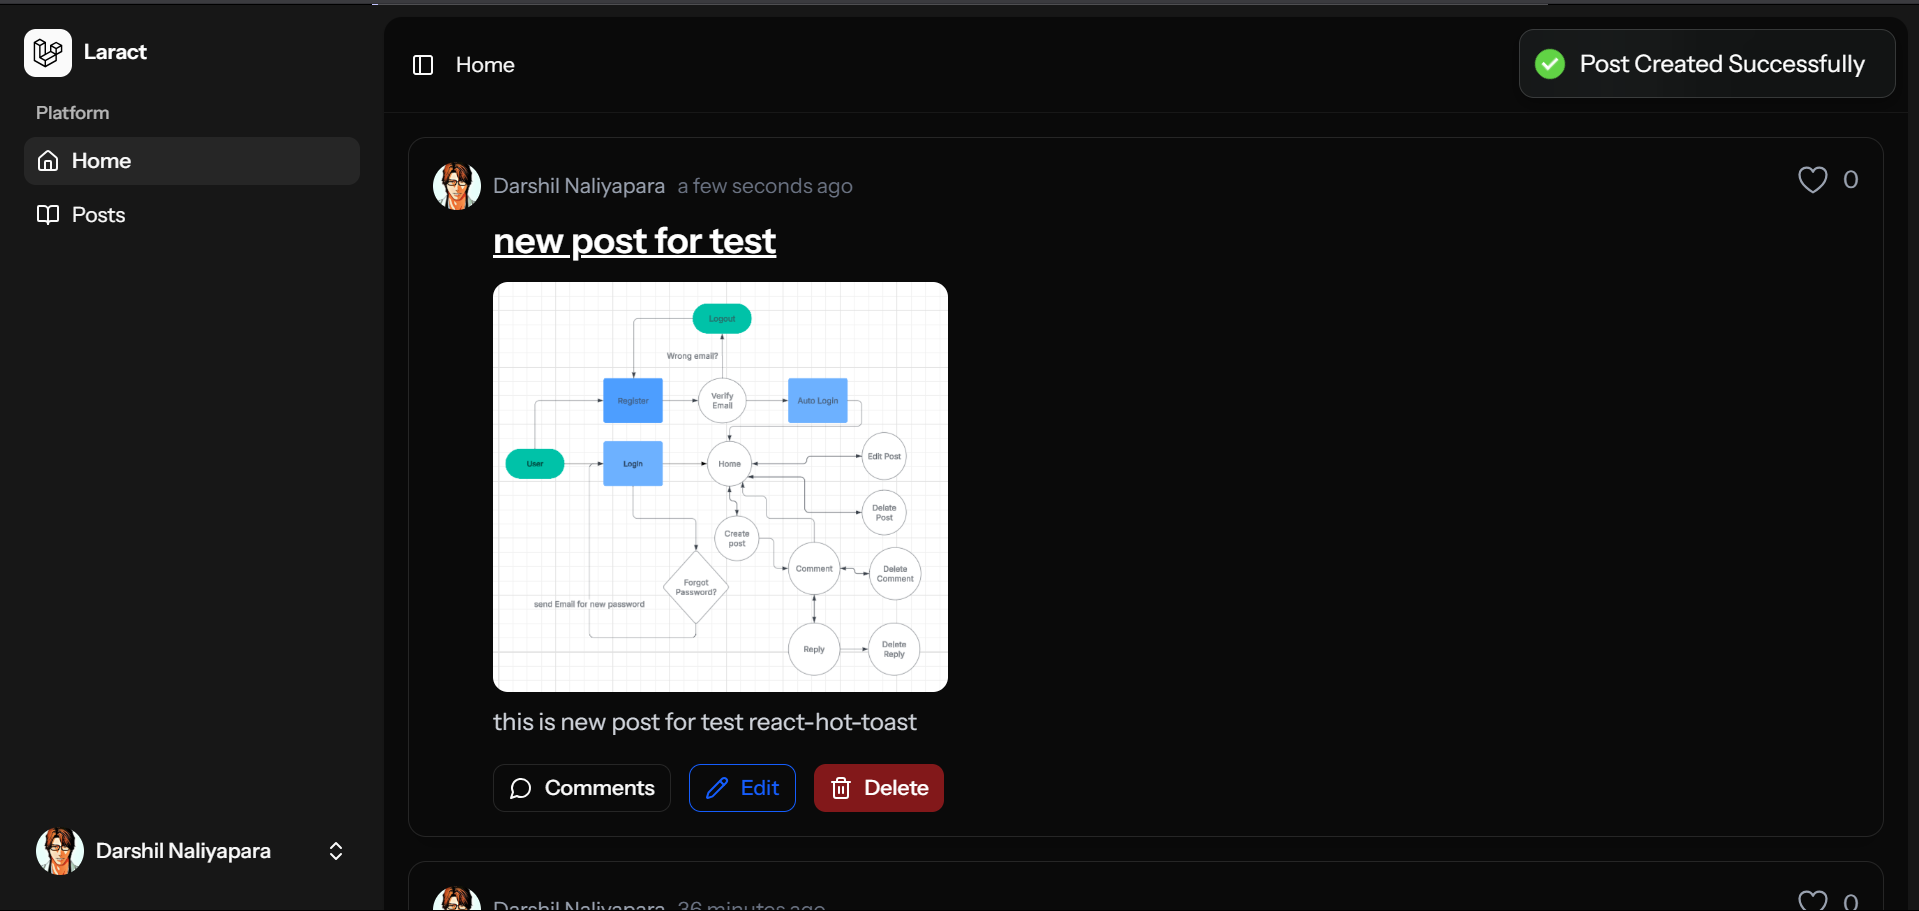 Laract
Platform
Home
Posts
Darshil Naliyapara
Home
Post Created Successfully
Darshil Naliyapara a few seconds ago
0
new post for test
Logout
Wrong email?
Register
Verify
Email
Auto Login
User
Login
Home
Edit Post
Delete
Post
Create
post
Comment
Delete
Comment
Forgot
Password?
send Email for new password
Reply
Delete
Reply
this is new post for test react-hot-toast
Comments
Edit
Delete
Darshil Naliyapara 36 minutes ago
0